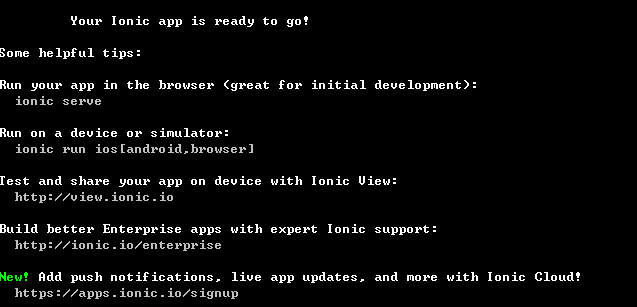 Your Ionic app is ready to go!
Some helpful tips:
Run your app in the browser (great for initial development):
ionic serve
Run on a device or simulator:
ionic run ios[android,browser]
Test and share your app on device with Ionic View:
http://view.ionic.io
Build better Enterprise apps with expert Ionic support:
http://ionic.io/enterprise
New! Add push notifications, live app updates, and more with Ionic Cloud!
https://apps.ionic.io/signup